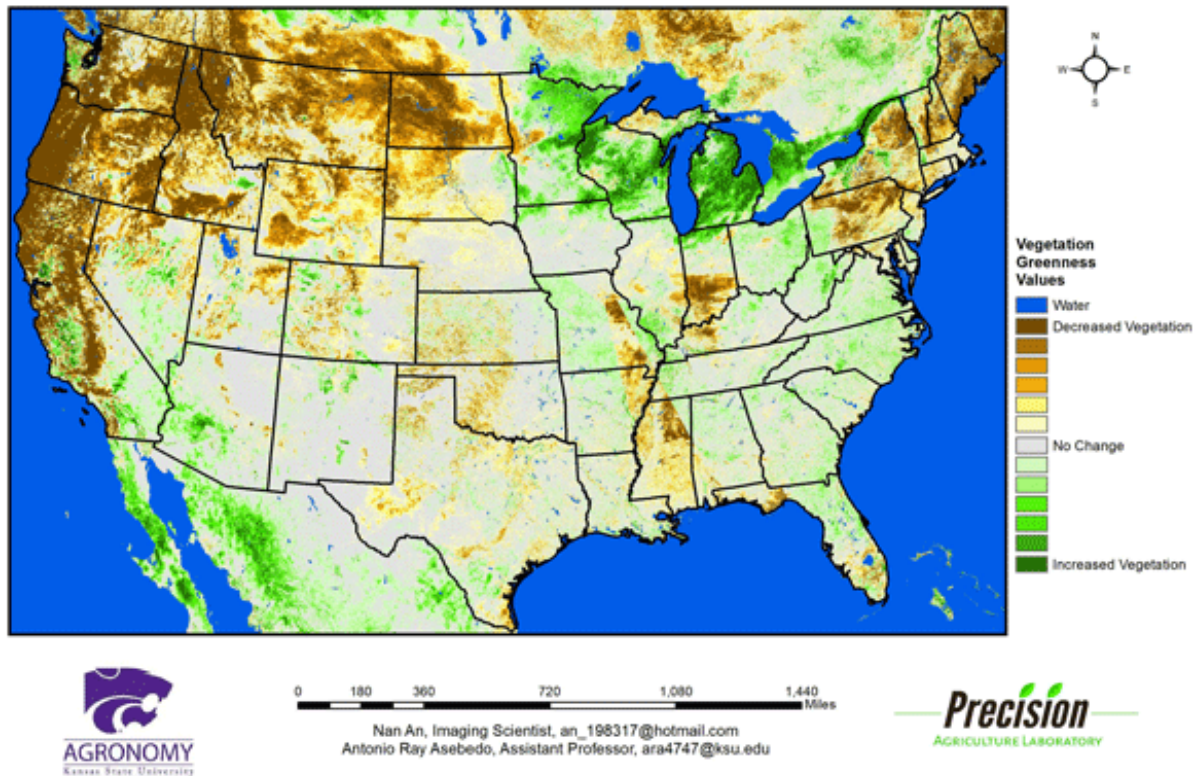 N
W E
S
Vegetation
Greenness
Values
Water
Decreased Vegetation
No Change
Increased Vegetation
0 180 360 720 1,080 1,440
Miles
Nan An, Imaging Scientist, an_198317@hotmail.com
Antonio Ray Asebedo, Assistant Professor, ara4747@ksu.edu
AGRONOMY
Kansas State University
Precision
AGRICULTURE LABORATORY